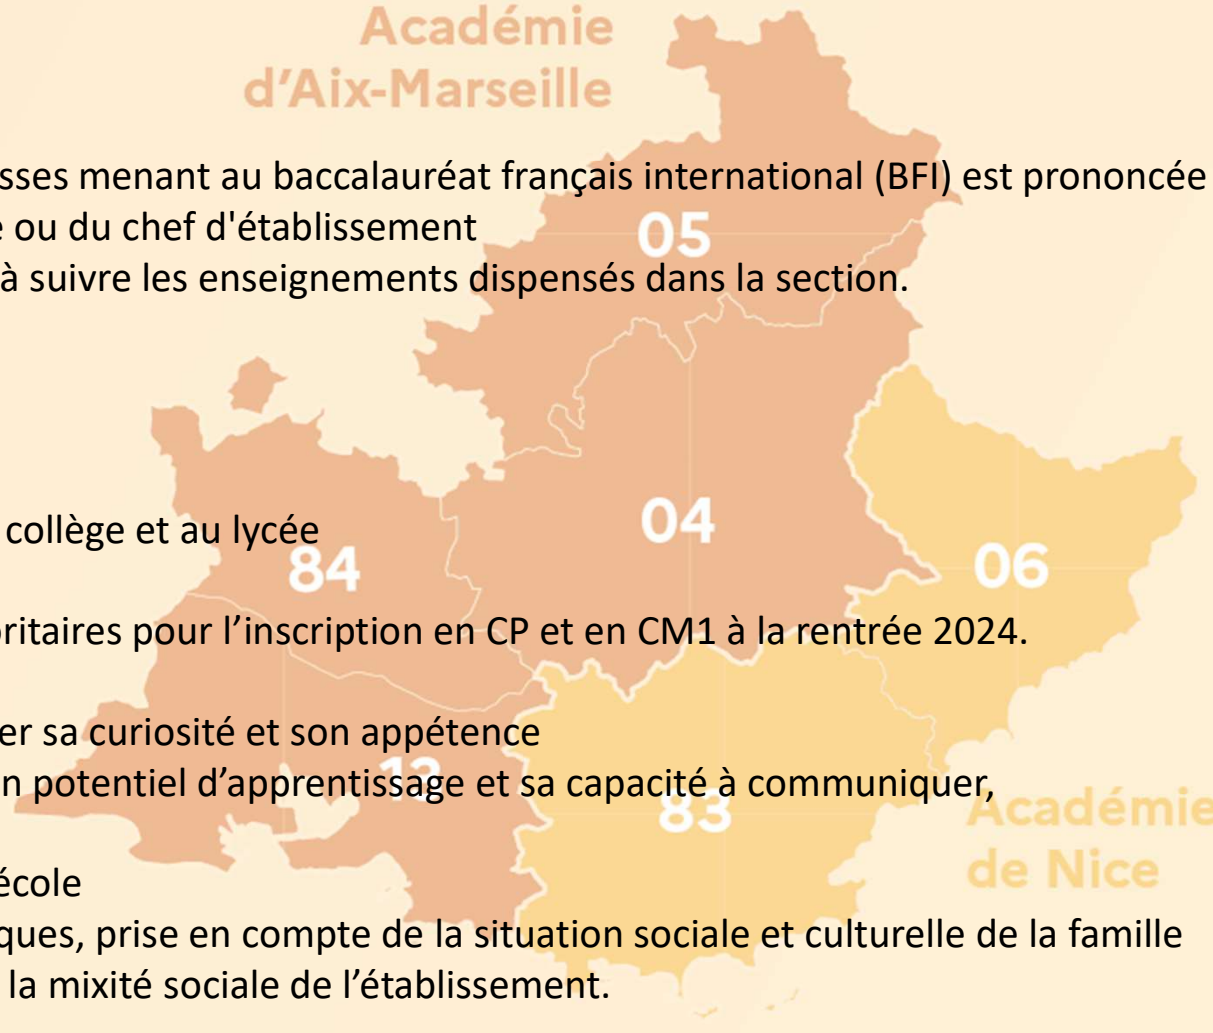 Académie
d'Aix-Marseille
sses menant au baccalauréat français international (BFI) est prononcée
ou du chef d'établissement
05
à suivre les enseignements dispensés dans la section.
collège et au lycée
04
84
06
ritaires pour l'inscription en CP et en CM1 à la rentrée 2024.
er sa curiosité et son appétence
13
n potentiel d'apprentissage et sa capacité à communiquer,
83
Académie
de Nice
école
ques, prise en compte de la situation sociale et culturelle de la famille
la mixité sociale de l'établissement.